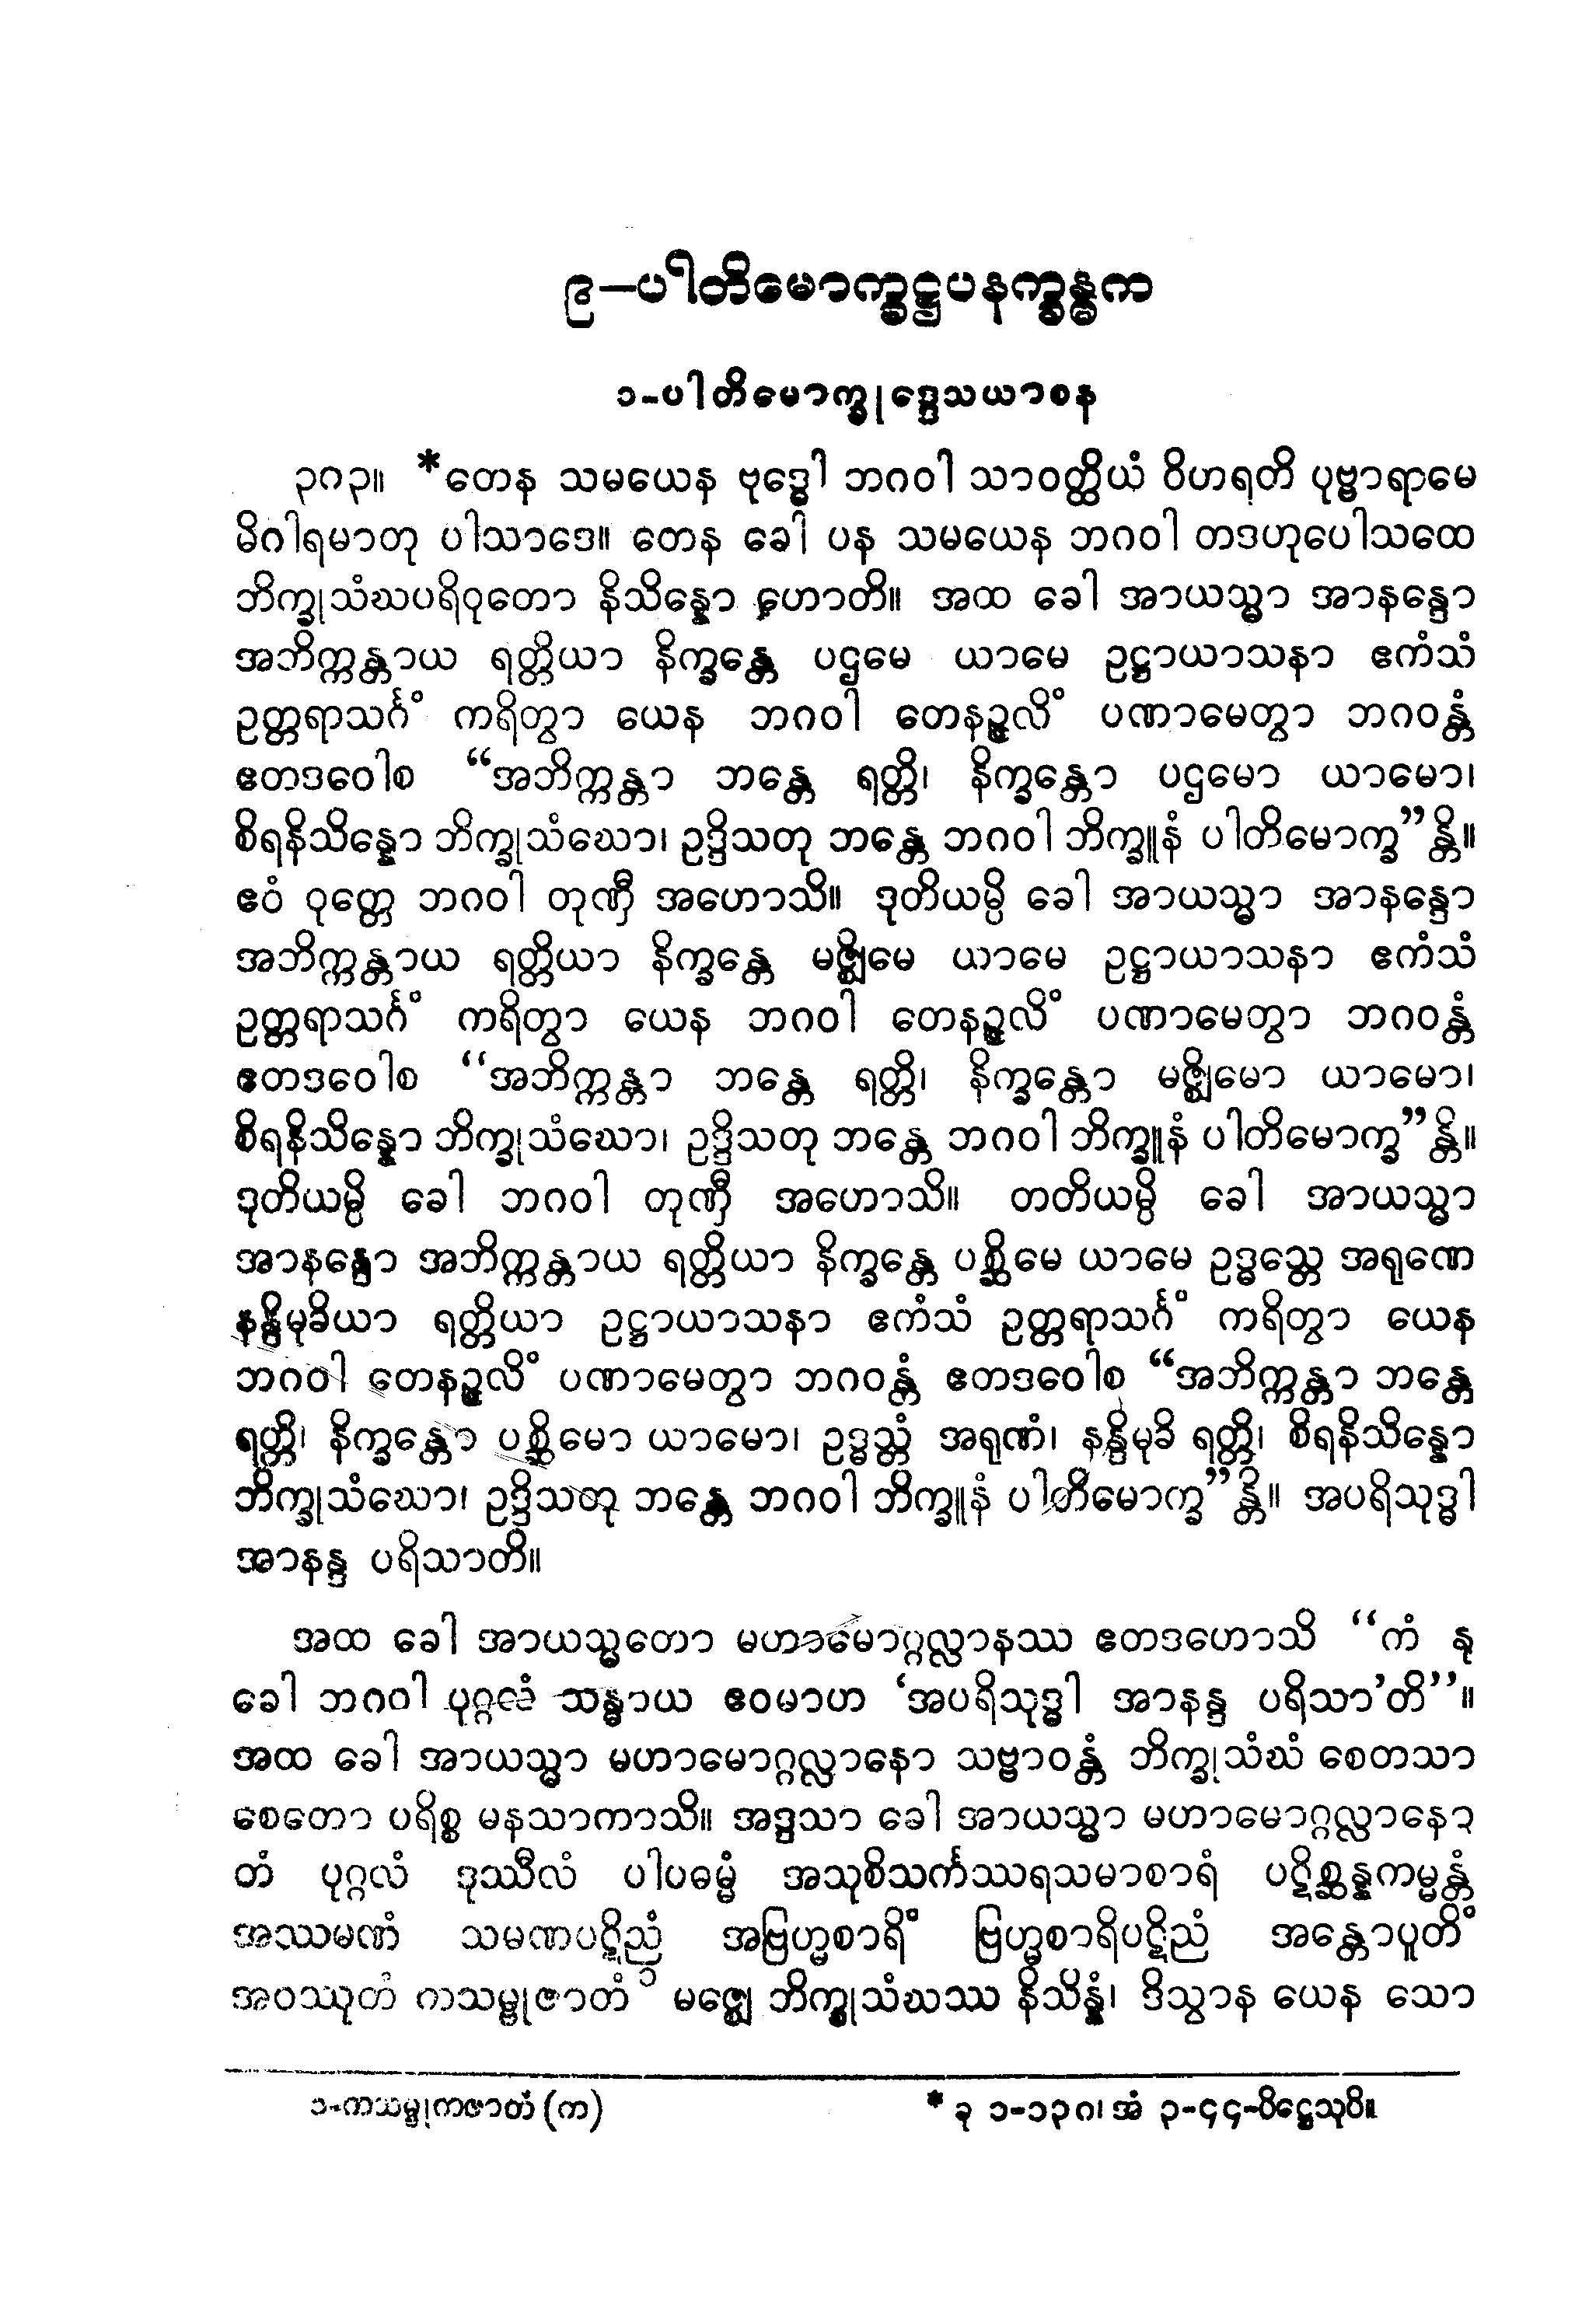 ၉−ပါတိမောက္ခဋ္ဌပနက္ခန္ဓက
၁-ပါတိမောက္ခုဒ္ဒေသယာစန
၃ဂ၃။ *တေန သမယေန ဗုဒ္ဓေါ ဘဂဝါ သာဝတ္ထိယံ ဝိဟရတိ ပုဗ္ဗာရာမေ
မိဂါရမာတု ပါသာဒေ။ တေန ခေါ ပန သမယေန ဘဂဝါ တဒဟုပေါသထေ
ဘိက္ခုသံဃပရိဝုတော နိသိန္နော ဟောတိ။ အထ ခေါ အာယသ္မာ အာနန္ဒော
အဘိက္ကန္တာယ ရတ္တိယာ နိက္ခန္တေ ပဌမေ ယာမေ ဥဋ္ဌာယာသနာ ဧကံသံ
ဥတ္တရာသင်္ဂံ ကရိတွာ ယေန ဘဂဝါ တေနဉ္ဇလိံ ပဏာမေတွာ ဘဂဝန္တံ
ဧတဒဝေါစ “အဘိက္ကန္တာ ဘန္တေ ရတ္တိ၊ နိက္ခန္တော ပဌမော ယာမော၊
စိရနိသိန္နော ဘိက္ခုသံဃော၊ ဥဒ္ဒိသတု ဘန္တေ ဘဂဝါ ဘိက္ခူနံ ပါတိမောက္ခ”န္တိ။
ဧဝံ ဝုတ္တေ ဘဂဝါ တုဏှီ အဟောသိ။ ဒုတိယမ္ပိ ခေါ အာယသ္မာ အာနန္ဒော
အဘိက္ကန္တာယ ရတ္တိယာ နိက္ခန္တေ မဇ္ဈိမေ ယာမေ ဥဋ္ဌာယာသနာ ဧကံသံ
ဥတ္တရာသင်္ဂံ ကရိတွာ ယေန ဘဂဝါ တေနဉ္ဇလိံ ပဏာမေတွာ ဘဂဝန္တံ
ဧတဒဝေါစ “အဘိက္ကန္တာ ဘန္တေ ရတ္တိ၊ နိက္ခန္တော မဇ္ဈိမော ယာမော၊
စိရနိသိန္နော ဘိက္ခုသံဃော၊ ဥဒ္ဒိသတု ဘန္တေ ဘဂဝါ ဘိက္ခူနံ ပါတိမောက္ခ”န္တိ။
ဒုတိယမ္ပိ ခေါ ဘဂဝါ တုဏှီ အဟောသိ။ တတိယမ္ပိ ခေါ အာယသ္မာ
အာနန္ဒော အဘိက္ကန္တာယ ရတ္တိယာ နိက္ခန္တေ ပစ္ဆိမေ ယာမေ ဥဒ္ဓသ္တေ အရုဏေ
နန္ဒိမုခိယာ ရတ္တိယာ ဥဋ္ဌာယာသနာ ဧကံသံ ဥတ္တရာသင်္ဂံ ကရိတွာ ယေန
ဘဂဝါ တေနဉ္ဇလိံ ပဏာမေတွာ ဘဂဝန္တံ ဧတဒဝေါစ “အဘိက္ကန္တာ ဘန္တေ
ရတ္တိ၊ နိက္ခန္တော ပစ္ဆိမော ယာမော၊ ဥဒ္ဓသ္တံ အရုဏံ၊ နန္ဒိမုခိ ရတ္တိ၊ စိရနိသိန္နော
ဘိက္ခုသံဃော၊ ဥဒ္ဒိသတု ဘန္တေ ဘဂဝါ ဘိက္ခူနံ ပါတိမောက္ခ”န္တိ။ အပရိသုဒ္ဓါ
အာနန္ဒ ပရိသာတိ။
အထ ခေါ အာယသ္မတော မဟာမောဂ္ဂလ္လာနဿ ဧတဒဟောသိ “ကံ နု
ခေါ ဘဂဝါ ပုဂ္ဂလံ သန္ဓာယ ဧဝမာဟ ‘အပရိသုဒ္ဓါ အာနန္ဒ ပရိသာ’တိ”။
အထ ခေါ အာယသ္မာ မဟာမောဂ္ဂလ္လာနော သဗ္ဗာဝန္တံ ဘိက္ခုသံဃံ စေတသာ
စေတော ပရိစ္စ မနသာကာသိ။ အဒ္ဒသာ ခေါ အာယသ္မာ မဟာမောဂ္ဂလ္လာနော
တံ ပုဂ္ဂလံ ဒုဿီလံ ပါပဓမ္မံ အသုစိသင်္ကဿရသမာစာရံ ပဋိစ္ဆန္နကမ္မန္တံ
အဿမဏံ သမဏပဋိညံ အဗြဟ္မစာရိံ ဗြဟ္မစာရိပဋိညံ အန္တောပူတိံ
အဝဿုတံ ကသမ္ဗုဇာတံ ၁ မဇ္ဈေ ဘိက္ခုသံဃဿ နိသိန္နံ၊ ဒိသွာန ယေန သော
၁-ကသမ္ဗုကဇာတံ (က)
* ခု ၁-၁၃ဂ၊ အံ ၃-၄၄-ပိဋ္ဌေသုပိ။